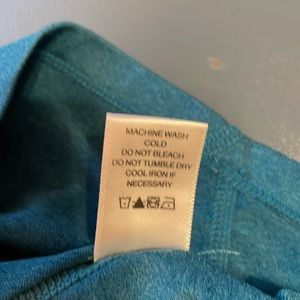 MACHINE WASH
COLD
DO NOT BLEACH
DO NOT TUMBLE DRY
COOL IRON IF
NECESSARY